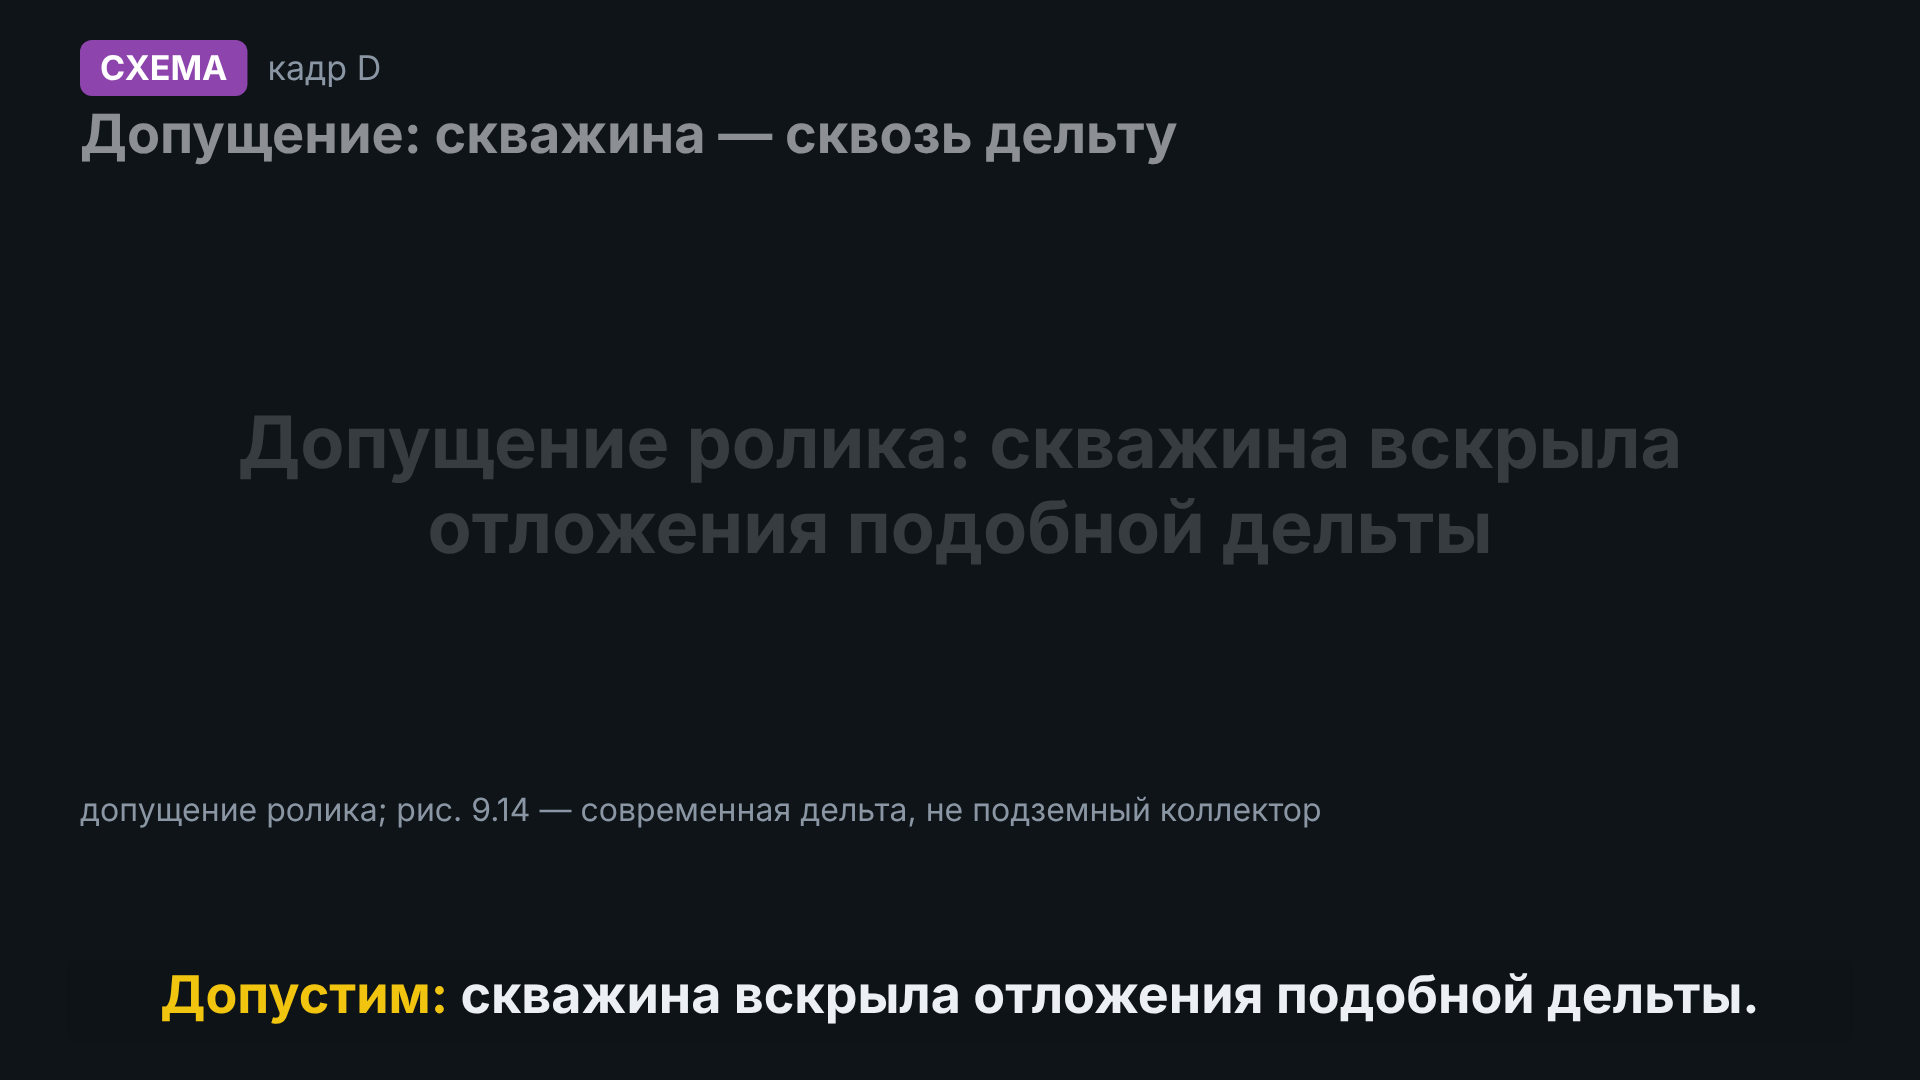 СХЕМА кадр D
Допущение: скважина — сквозь дельту
Допущение ролика: скважина вскрыла
отложения подобной дельты
допущение ролика; рис. 9.14 — современная дельта, не подземный коллектор
Допустим: скважина вскрыла отложения подобной дельты.